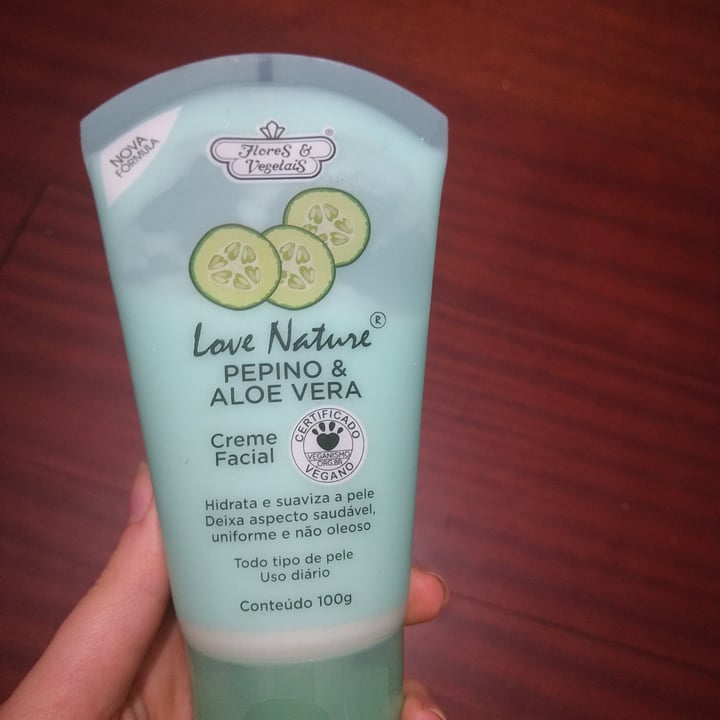 NOVA
FÓRMULA
Flores &
Vegetais
®
Love Nature®
PEPINO &
ALOE VERA
Creme
Facial
CERTIFICADO
VEGANISMO
.ORG.BR
VEGANO
Hidrata e suaviza a pele
Deixa aspecto saudável,
uniforme e não oleoso
Todo tipo de pele
Uso diário
Conteúdo 100g